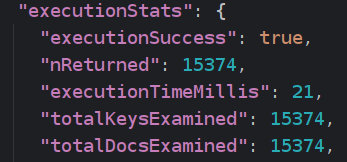 "executionStats": {
"executionSuccess": true,
"nReturned": 15374,
"executionTimeMillis": 21,
"totalKeysExamined": 15374,
"totalDocsExamined": 15374,